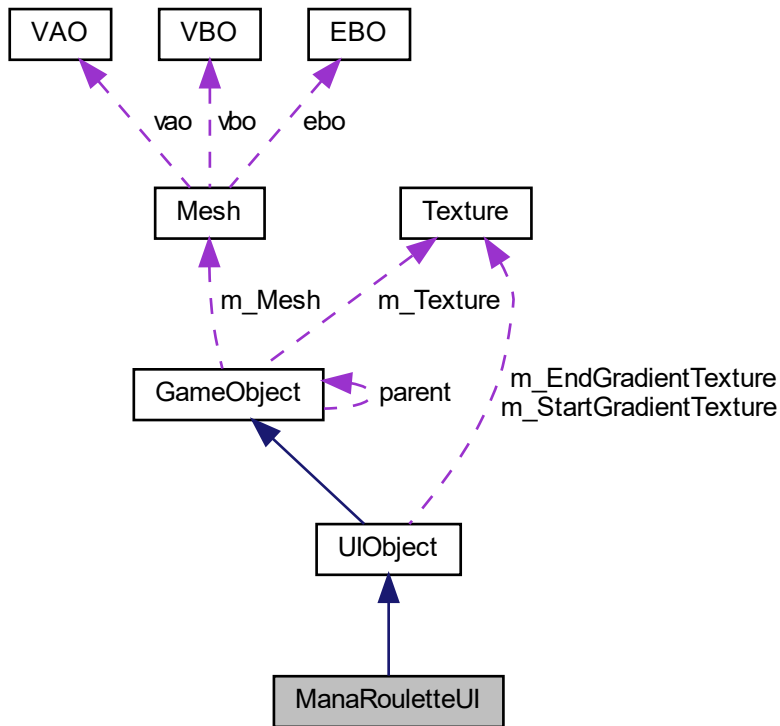 VAO
VBO
EBO
vao
vbo
ebo
Mesh
Texture
m_Mesh
m_Texture
GameObject
parent
m_EndGradientTexture
m_StartGradientTexture
UIObject
ManaRouletteUI